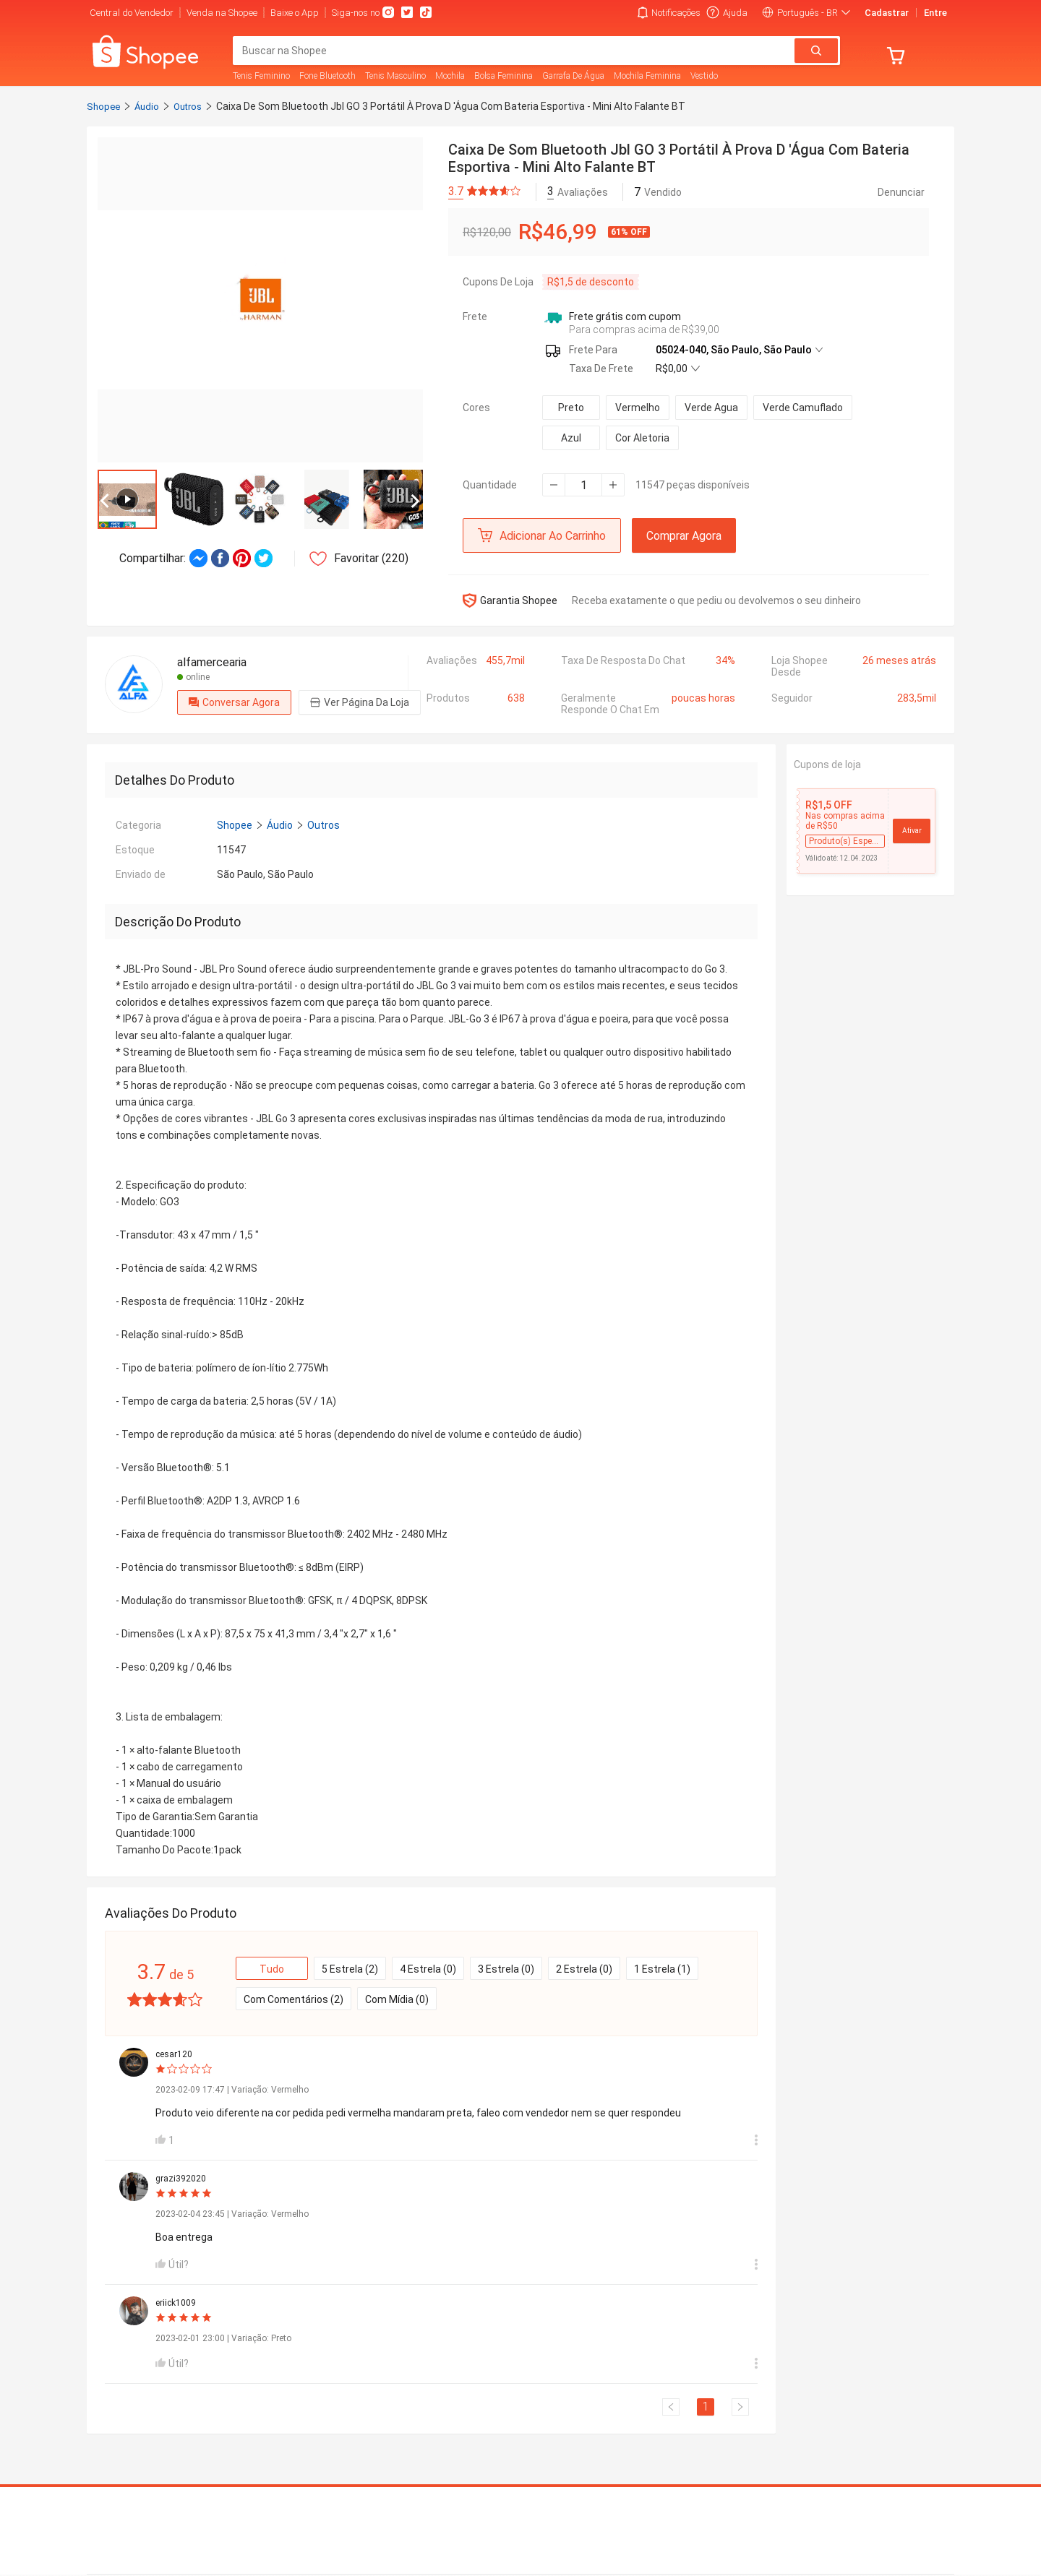 Central do Vendedor
Venda na Shopee
Baixe o App
Siga-nos no
Notificações
Ajuda
Português - BR
Cadastrar
Entre
Shopee
Buscar na Shopee
Tenis Feminino Fone Bluetooth Tenis Masculino Mochila Bolsa Feminina Garrafa De Água Mochila Feminina Vestido
Shopee > Áudio > Outros > Caixa De Som Bluetooth Jbl GO 3 Portátil À Prova D 'Água Com Bateria Esportiva - Mini Alto Falante BT
JBL
by HARMAN
Compartilhar:
Favoritar (220)
Caixa De Som Bluetooth Jbl GO 3 Portátil À Prova D 'Água Com Bateria
Esportiva - Mini Alto Falante BT
3.7
3 Avaliações
7 Vendido
Denunciar
R$120,00 R$46,99 61% OFF
Cupons De Loja R$1,5 de desconto
Frete Frete grátis com cupom
Para compras acima de R$39,00
Frete Para 05024-040, São Paulo, São Paulo
Taxa De Frete R$0,00
Cores Preto Vermelho Verde Agua Verde Camuflado
Azul Cor Aletoria
Quantidade 1 11547 peças disponíveis
Adicionar Ao Carrinho Comprar Agora
Garantia Shopee Receba exatamente o que pediu ou devolvemos o seu dinheiro
ALFA
alfamercearia
online
Conversar Agora Ver Página Da Loja
Avaliações 455,7mil
Taxa De Resposta Do Chat 34%
Loja Shopee Desde 26 meses atrás
Produtos 638
Geralmente Responde O Chat Em poucas horas
Seguidor 283,5mil
Detalhes Do Produto
Categoria Shopee > Áudio > Outros
Estoque 11547
Enviado de São Paulo, São Paulo
Cupons de loja
R$1,5 OFF
Nas compras acima
de R$50
Produto(s) Espe...
Válido até: 12.04.2023
Ativar
Descrição Do Produto
* JBL-Pro Sound - JBL Pro Sound oferece áudio surpreendentemente grande e graves potentes do tamanho ultracompacto do Go 3.
* Estilo arrojado e design ultra-portátil - o design ultra-portátil do JBL Go 3 vai muito bem com os estilos mais recentes, e seus tecidos
coloridos e detalhes expressivos fazem com que pareça tão bom quanto parece.
* IP67 à prova d'água e à prova de poeira - Para a piscina. Para o Parque. JBL-Go 3 é IP67 à prova d'água e poeira, para que você possa
levar seu alto-falante a qualquer lugar.
* Streaming de Bluetooth sem fio - Faça streaming de música sem fio de seu telefone, tablet ou qualquer outro dispositivo habilitado
para Bluetooth.
* 5 horas de reprodução - Não se preocupe com pequenas coisas, como carregar a bateria. Go 3 oferece até 5 horas de reprodução com
uma única carga.
* Opções de cores vibrantes - JBL Go 3 apresenta cores exclusivas inspiradas nas últimas tendências da moda de rua, introduzindo
tons e combinações completamente novas.
2. Especificação do produto:
- Modelo: GO3
-Transdutor: 43 x 47 mm / 1,5 "
- Potência de saída: 4,2 W RMS
- Resposta de frequência: 110Hz - 20kHz
- Relação sinal-ruído:> 85dB
- Tipo de bateria: polímero de íon-lítio 2.775Wh
- Tempo de carga da bateria: 2,5 horas (5V / 1A)
- Tempo de reprodução da música: até 5 horas (dependendo do nível de volume e conteúdo de áudio)
- Versão Bluetooth®: 5.1
- Perfil Bluetooth®: A2DP 1.3, AVRCP 1.6
- Faixa de frequência do transmissor Bluetooth®: 2402 MHz - 2480 MHz
- Potência do transmissor Bluetooth®: ≤ 8dBm (EIRP)
- Modulação do transmissor Bluetooth®: GFSK, π / 4 DQPSK, 8DPSK
- Dimensões (L x A x P): 87,5 x 75 x 41,3 mm / 3,4 "x 2,7" x 1,6 "
- Peso: 0,209 kg / 0,46 lbs
3. Lista de embalagem:
- 1 × alto-falante Bluetooth
- 1 × cabo de carregamento
- 1 × Manual do usuário
- 1 × caixa de embalagem
Tipo de Garantia:Sem Garantia
Quantidade:1000
Tamanho Do Pacote:1pack
Avaliações Do Produto
3.7 de 5
Tudo 5 Estrela (2) 4 Estrela (0) 3 Estrela (0) 2 Estrela (0) 1 Estrela (1)
Com Comentários (2) Com Mídia (0)
cesar120
2023-02-09 17:47 | Variação: Vermelho
Produto veio diferente na cor pedida pedi vermelha mandaram preta, faleo com vendedor nem se quer respondeu
1
grazi392020
2023-02-04 23:45 | Variação: Vermelho
Boa entrega
Útil?
eriick1009
2023-02-01 23:00 | Variação: Preto
Útil?
1